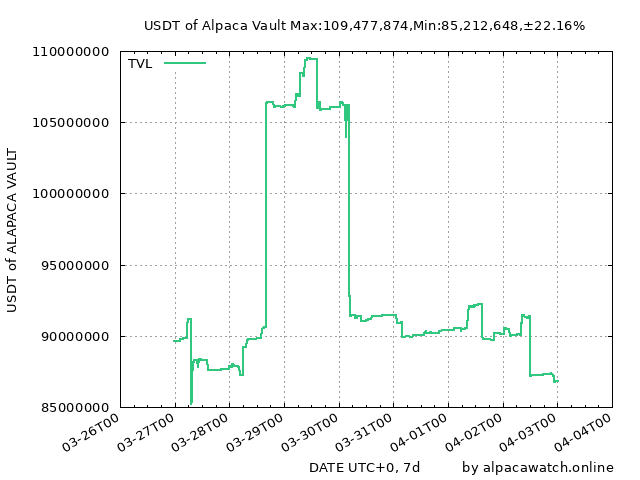 USDT of Alpaca Vault Max:109,477,874,Min:85,212,648,±22.16%
TVL
110000000
105000000
100000000
95000000
90000000
85000000
USDT of ALAPACA VAULT
03-26T00
03-27T00
03-28T00
03-29T00
03-30T00
03-31T00
04-01T00
04-02T00
04-03T00
04-04T00
DATE UTC+0, 7d
by alpacawatch.online